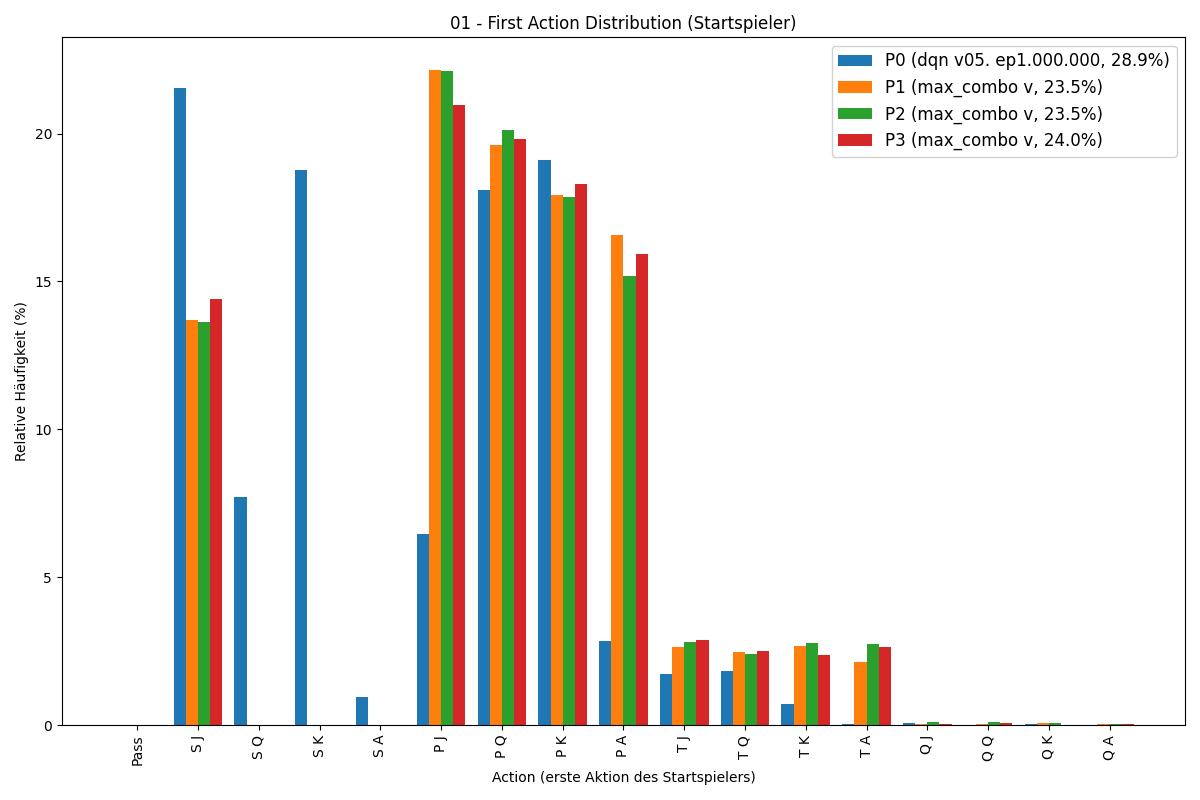 01 - First Action Distribution (Startspieler)
P0 (dqn v05. ep1.000.000, 28.9%)
P1 (max_combo v, 23.5%)
P2 (max_combo v, 23.5%)
P3 (max_combo v, 24.0%)
Relative Häufigkeit (%)
20
15
10
5
0
Pass
S J
S Q
S K
S A
P J
P Q
P K
P A
T J
T Q
T K
T A
Q J
Q Q
Q K
Q A
Action (erste Aktion des Startspielers)